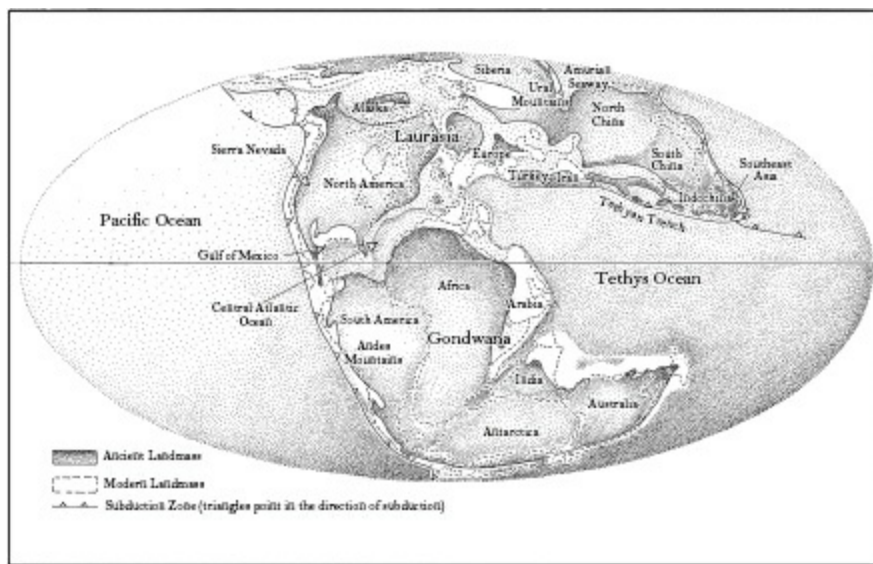 Siberia
Amurian
Seaway
Ural
Mountains
North
China
Alaska
Laurasia
Sierra Nevada
Europe
South
China
Southeast
Asia
North America
Turkey
Iran
Indochina
Pacific Ocean
Tethyan Trench
Gulf of Mexico
Tethys Ocean
Africa
Arabia
Central Atlantic
Ocean
South America
Gondwana
Andes
Mountains
India
Australia
Antarctica
Ancient Landmass
Modern Landmass
Subduction Zone (triangles point in the direction of subduction)